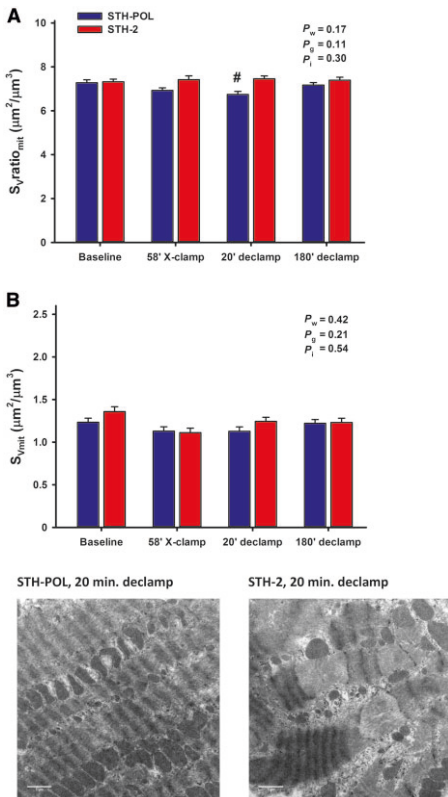 A
STH-POL
STH-2
P_w = 0.17
P_g = 0.11
P_i = 0.30
#
S_Vratio_mit (µm²/µm³)
10
8
6
4
2
0
Baseline 58' X-clamp 20' declamp 180' declamp
B
P_w = 0.42
P_g = 0.21
P_i = 0.54
S_Vmit (µm²/µm³)
2.5
2.0
1.5
1.0
0.5
0.0
Baseline 58' X-clamp 20' declamp 180' declamp
STH-POL, 20 min. declamp
STH-2, 20 min. declamp